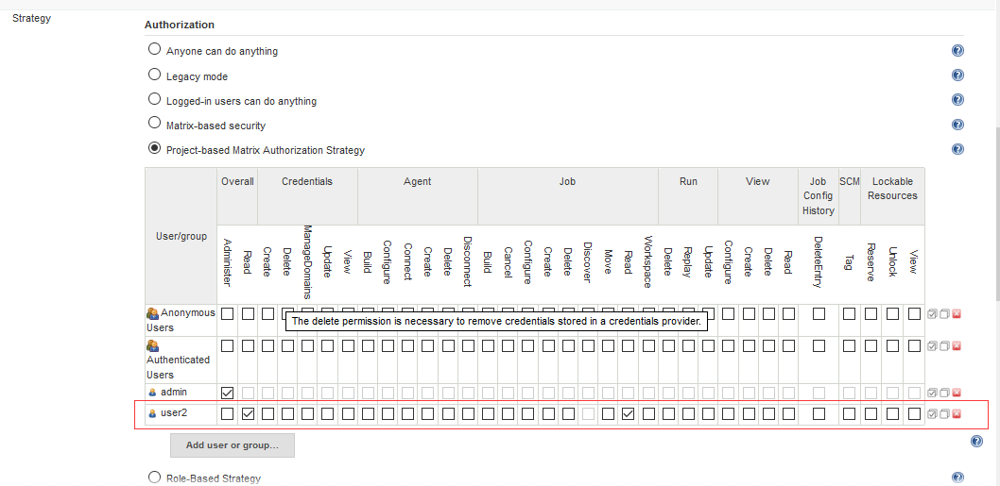 Strategy
Authorization
Anyone can do anything
Legacy mode
Logged-in users can do anything
Matrix-based security
Project-based Matrix Authorization Strategy
User/group
Overall
Credentials
Agent
Job
Run
View
Job
Config
History
SCM
Lockable
Resources
Administer
Read
Create
Delete
ManageDomains
Update
View
Build
Configure
Connect
Create
Delete
Disconnect
Build
Cancel
Configure
Create
Delete
Discover
Move
Read
Workspace
Delete
Replay
Update
Configure
Create
Delete
Read
DeleteEntry
Tag
Reserve
Unlock
View
Anonymous
Users
The delete permission is necessary to remove credentials stored in a credentials provider.
Authenticated
Users
admin
user2
Add user or group...
Role-Based Strategy